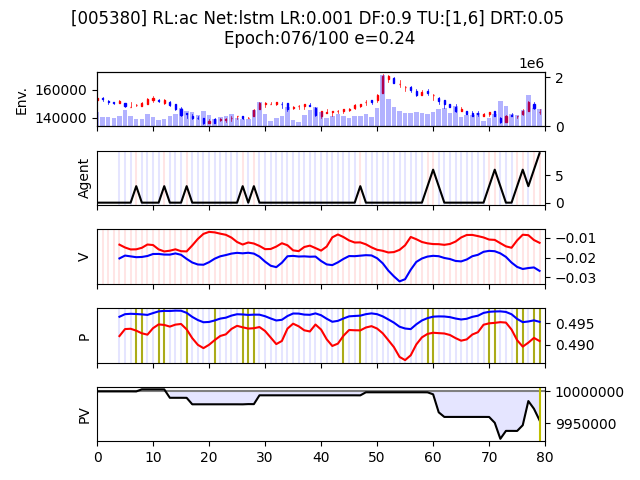 [005380] RL:ac Net:lstm LR:0.001 DF:0.9 TU:[1,6] DRT:0.05
Epoch:076/100 e=0.24
1e6
Env.
160000
140000
2
0
Agent
5
0
V
−0.01
−0.02
−0.03
P
0.495
0.490
PV
10000000
9950000
0 10 20 30 40 50 60 70 80